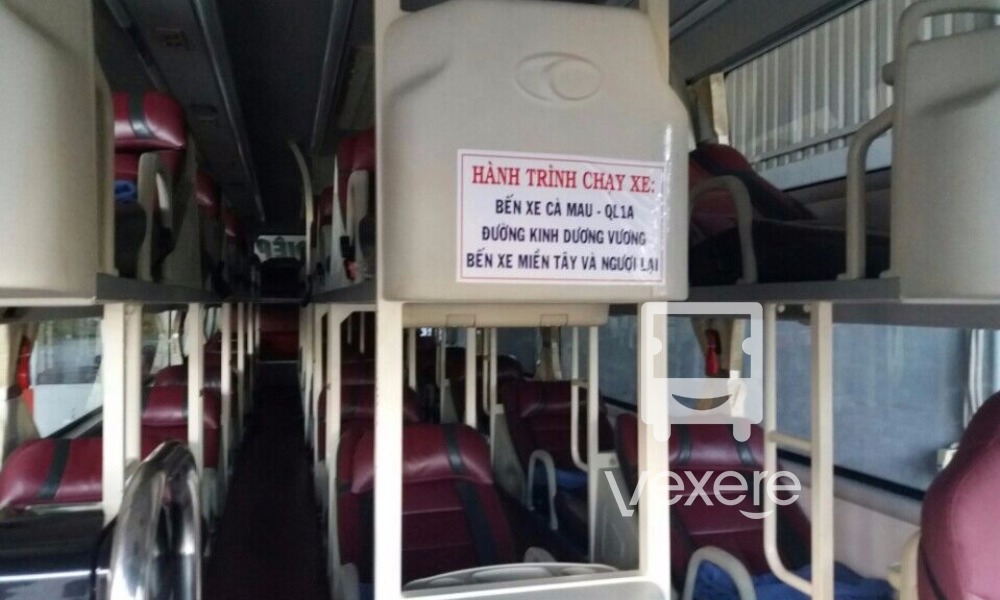 HÀNH TRÌNH CHẠY XE:
BẾN XE CÀ MAU - QL1A
ĐƯỜNG KINH DƯƠNG VƯƠNG
BẾN XE MIỀN TÂY VÀ NGƯỢI LẠI
vexere